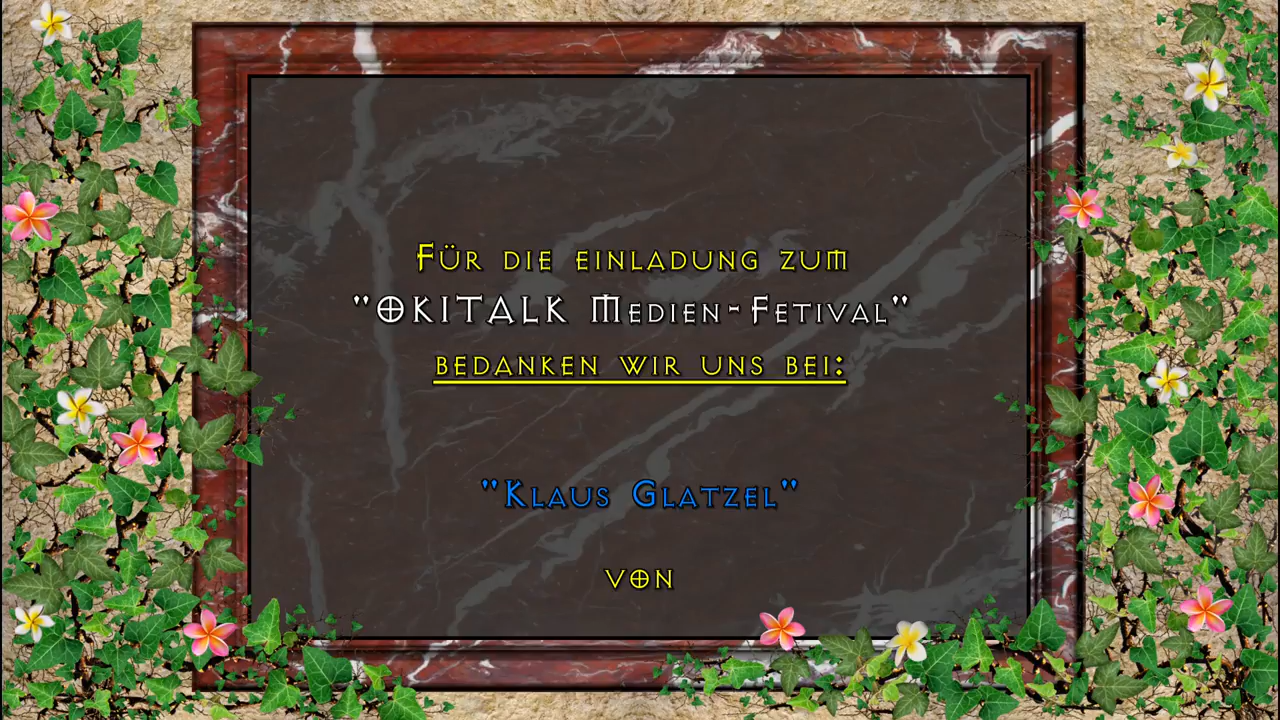 Für die einladung zum
"OKITALK Medien-Fetival"
bedanken wir uns bei:
"Klaus Glatzel"
von